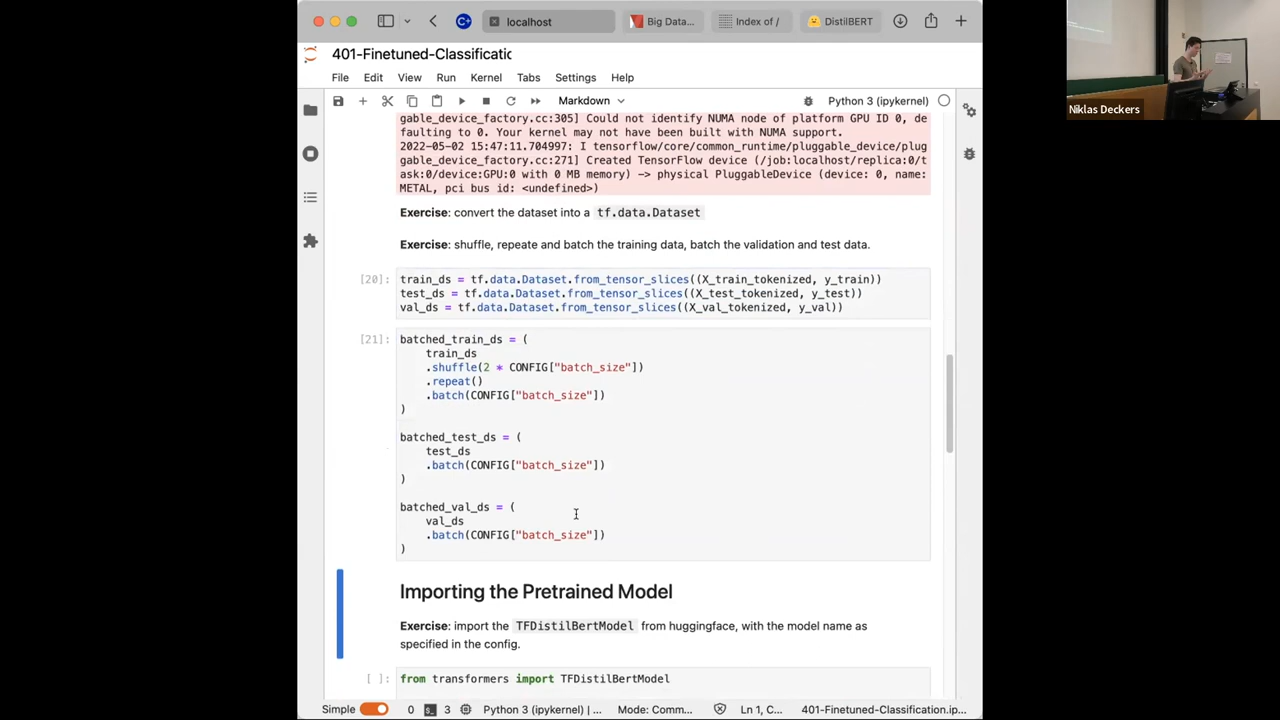 localhost
Big Data...
Index of /
DistilBERT
Niklas Deckers
401-Finetuned-Classificatio
File Edit View Run Kernel Tabs Settings Help
Markdown
Python 3 (ipykernel)
gable_device_factory.cc:305] Could not identify NUMA node of platform GPU ID 0, de
faulting to 0. Your kernel may not have been built with NUMA support.
2022-05-02 15:47:11.704997: I tensorflow/core/common_runtime/pluggable_device/plug
gable_device_factory.cc:271] Created TensorFlow device (/job:localhost/replica:0/t
ask:0/device:GPU:0 with 0 MB memory) -> physical PluggableDevice (device: 0, name:
METAL, pci bus id: <undefined>)
Exercise: convert the dataset into a tf.data.Dataset
Exercise: shuffle, repeat and batch the training data, batch the validation and test data.
[20]: train_ds = tf.data.Dataset.from_tensor_slices((X_train_tokenized, y_train))
test_ds = tf.data.Dataset.from_tensor_slices((X_test_tokenized, y_test))
val_ds = tf.data.Dataset.from_tensor_slices((X_val_tokenized, y_val))
[21]: batched_train_ds = (
train_ds
.shuffle(2 * CONFIG["batch_size"])
.repeat()
.batch(CONFIG["batch_size"])
)
batched_test_ds = (
test_ds
.batch(CONFIG["batch_size"])
)
batched_val_ds = (
val_ds
.batch(CONFIG["batch_size"])
)
Importing the Pretrained Model
Exercise: import the TFDistilBertModel from huggingface, with the model name as
specified in the config.
[ ]: from transformers import TFDistilBertModel
Simple 0 3 Python 3 (ipykernel) | ... Mode: Comm... Ln 1, C... 401-Finetuned-Classification.ip...